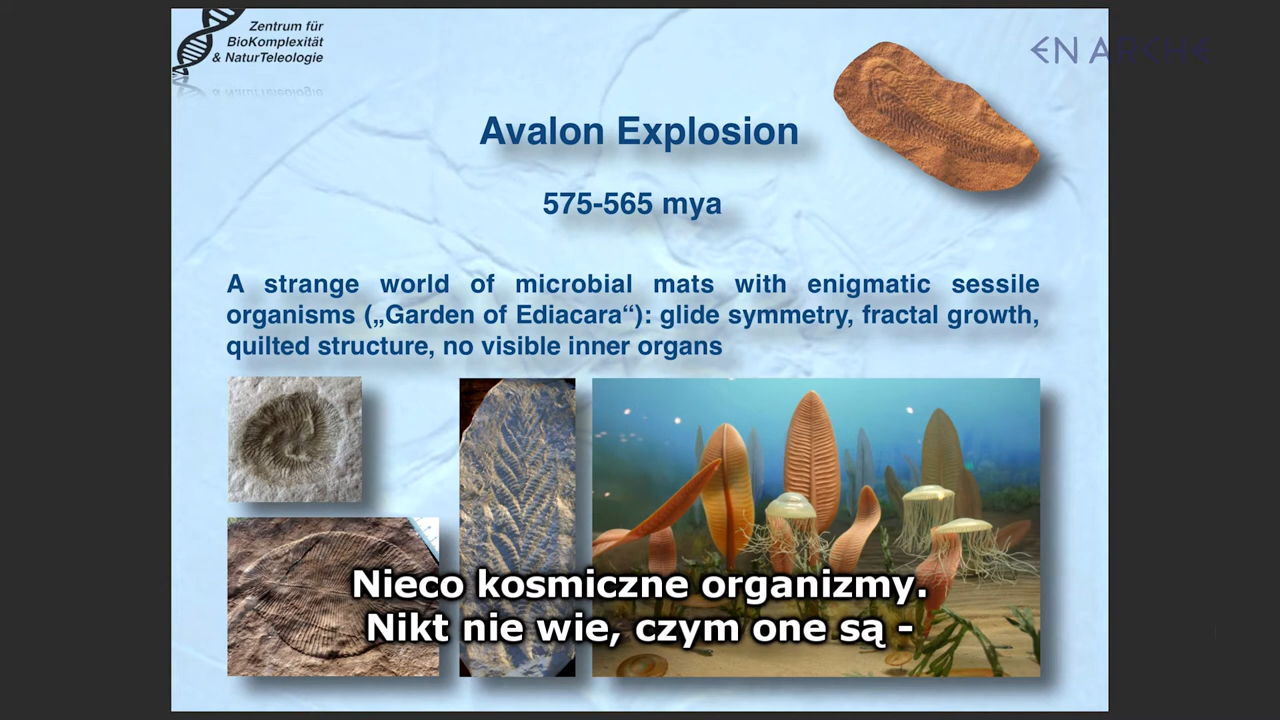 Zentrum für
BioKomplexität
& NaturTeleologie
EN ARCHE
Avalon Explosion
575-565 mya
A strange world of microbial mats with enigmatic sessile
organisms („Garden of Ediacara“): glide symmetry, fractal growth,
quilted structure, no visible inner organs
Nieco kosmiczne organizmy.
Nikt nie wie, czym one są -